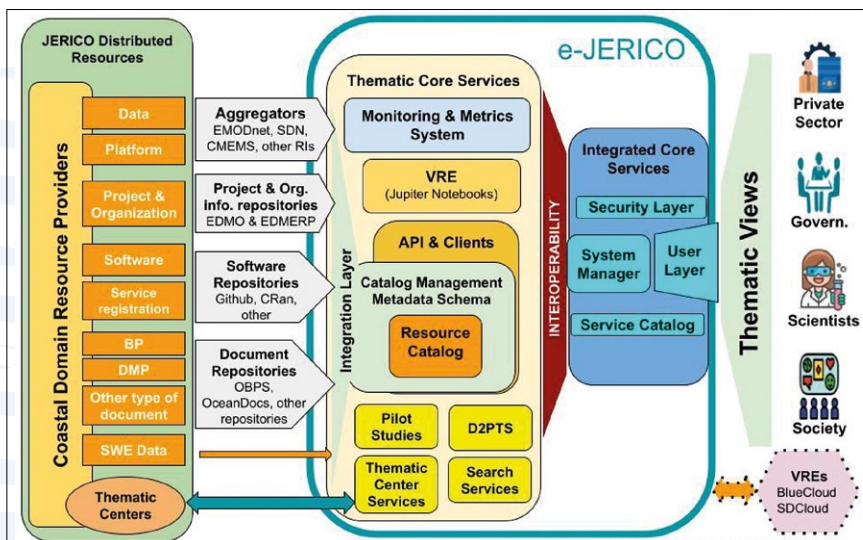 JERICO Distributed
Resources
Coastal Domain Resource Providers
Data
Platform
Project &
Organization
Software
Service
registration
BP
DMP
Other type of
document
SWE Data
Thematic
Centers
Aggregators
EMODnet, SDN,
CMEMS, other RIs
Project & Org.
info. repositories
EDMO & EDMERP
Software
Repositories
Github, CRan,
other
Document
Repositories
OBPS,
OceanDocs, other
repositories
e-JERICO
Thematic Core Services
Integration Layer
Monitoring & Metrics
System
VRE
(Jupiter Notebooks)
API & Clients
Catalog Management
Metadata Schema
Resource
Catalog
Pilot
Studies
D2PTS
Thematic
Center
Services
Search
Services
INTEROPERABILITY
Integrated Core
Services
Security Layer
System
Manager
User
Layer
Service Catalog
Thematic Views
Private
Sector
Govern.
Scientists
Society
VREs
BlueCloud
SDCloud